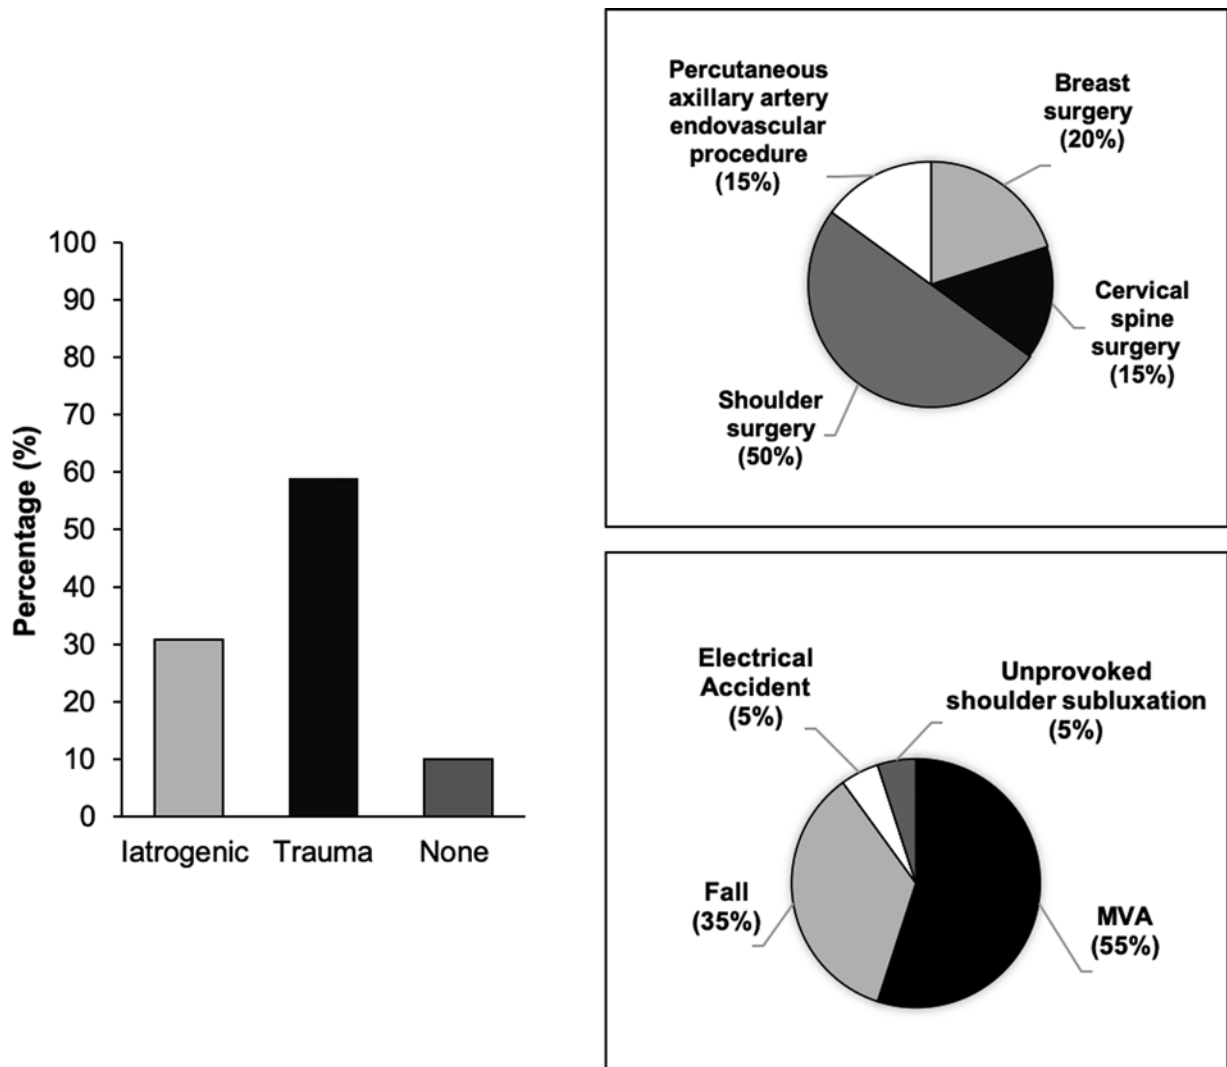 Percentage (%)
100
90
80
70
60
50
40
30
20
10
0
Iatrogenic
Trauma
None
Percutaneous
axillary artery
endovascular
procedure
(15%)
Breast
surgery
(20%)
Cervical
spine
surgery
(15%)
Shoulder
surgery
(50%)
Electrical
Accident
(5%)
Unprovoked
shoulder subluxation
(5%)
Fall
(35%)
MVA
(55%)